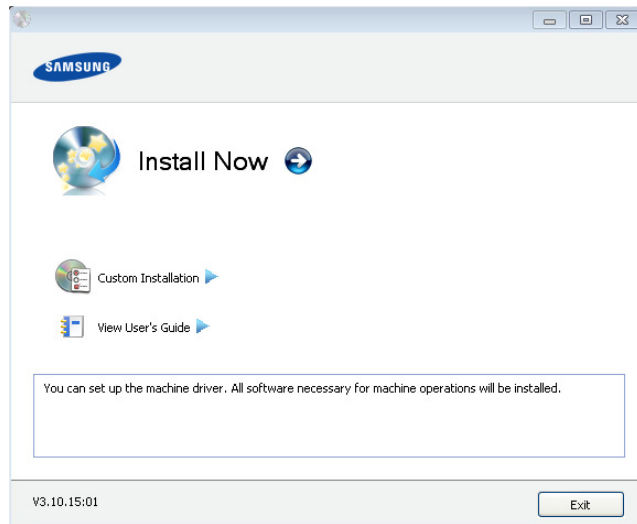 SAMSUNG
Install Now
Custom Installation
View User's Guide
You can set up the machine driver. All software necessary for machine operations will be installed.
V3.10.15:01
Exit